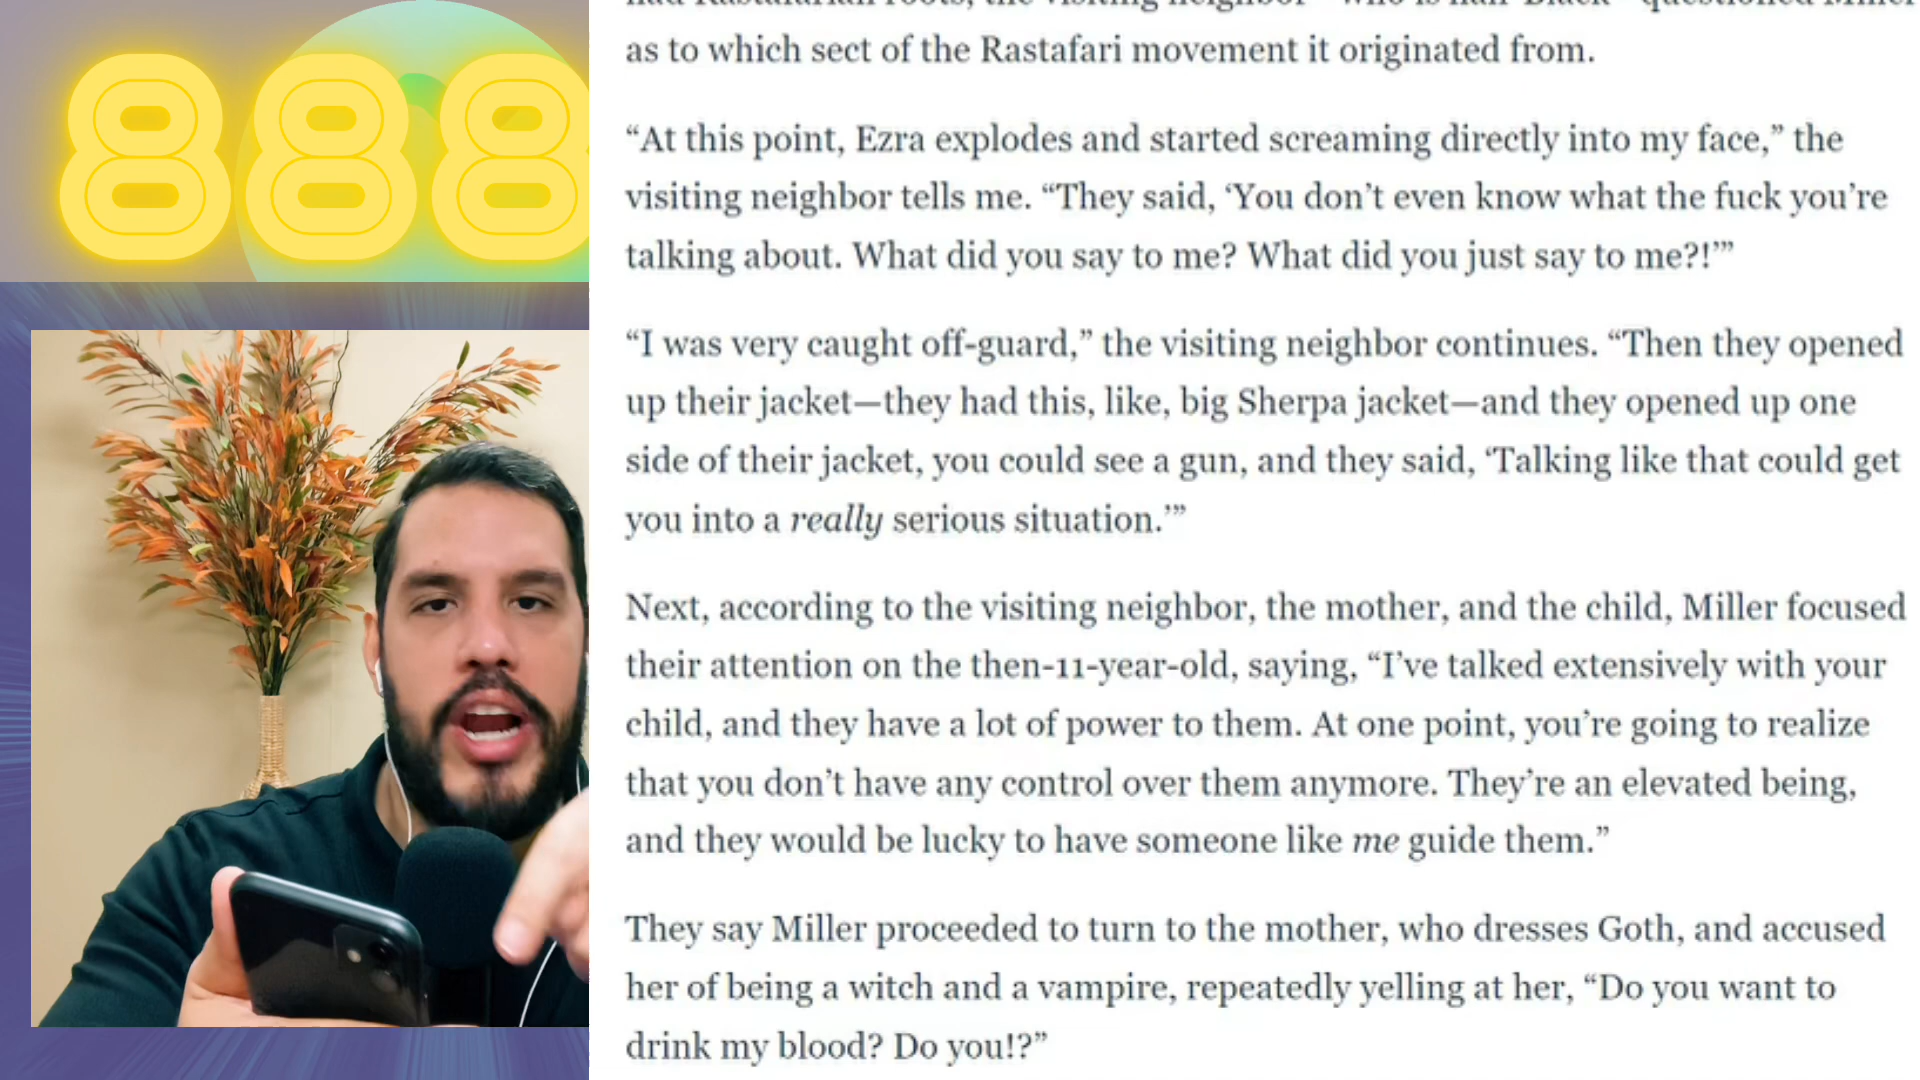 888
as to which sect of the Rastafari movement it originated from.
“At this point, Ezra explodes and started screaming directly into my face,” the
visiting neighbor tells me. “They said, ‘You don’t even know what the fuck you’re
talking about. What did you say to me? What did you just say to me?!’”
“I was very caught off-guard,” the visiting neighbor continues. “Then they opened
up their jacket—they had this, like, big Sherpa jacket—and they opened up one
side of their jacket, you could see a gun, and they said, ‘Talking like that could get
you into a really serious situation.’”
Next, according to the visiting neighbor, the mother, and the child, Miller focused
their attention on the then-11-year-old, saying, “I’ve talked extensively with your
child, and they have a lot of power to them. At one point, you’re going to realize
that you don’t have any control over them anymore. They’re an elevated being,
and they would be lucky to have someone like me guide them.”
They say Miller proceeded to turn to the mother, who dresses Goth, and accused
her of being a witch and a vampire, repeatedly yelling at her, “Do you want to
drink my blood? Do you!?”